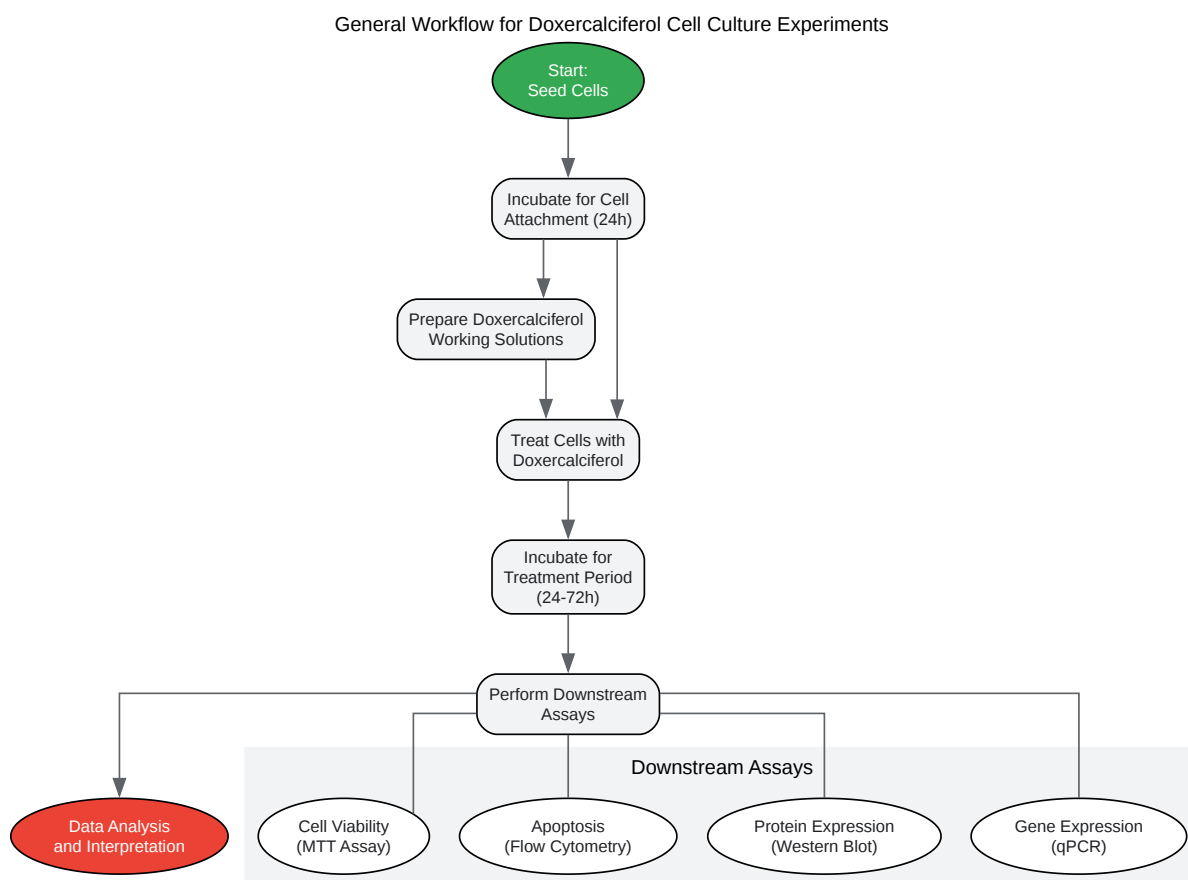 General Workflow for Doxercalciferol Cell Culture Experiments
Start:
Seed Cells
Incubate for Cell
Attachment (24h)
Prepare Doxercalciferol
Working Solutions
Treat Cells with
Doxercalciferol
Incubate for
Treatment Period
(24-72h)
Perform Downstream
Assays
Downstream Assays
Data Analysis
and Interpretation
Cell Viability
(MTT Assay)
Apoptosis
(Flow Cytometry)
Protein Expression
(Western Blot)
Gene Expression
(qPCR)